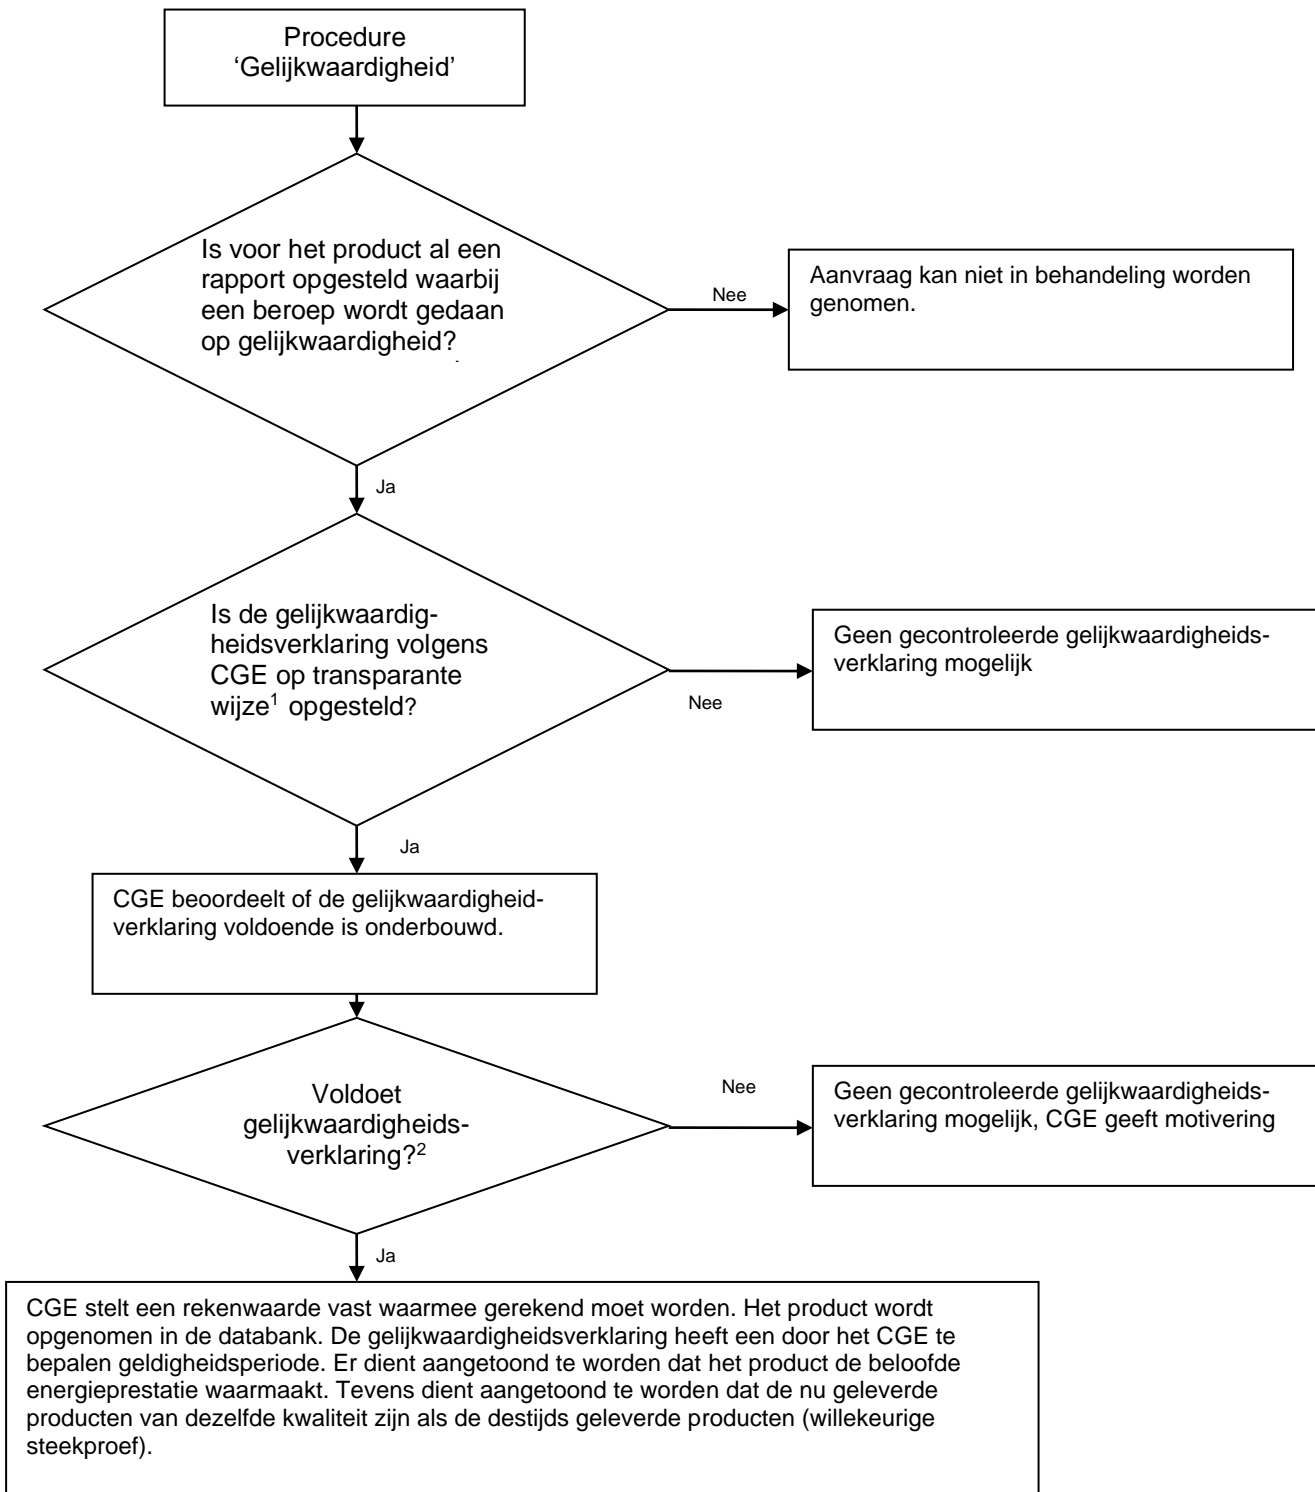 Procedure
‘Gelijkwaardigheid’
Is voor het product al een
rapport opgesteld waarbij
een beroep wordt gedaan
op gelijkwaardigheid?
Nee
Aanvraag kan niet in behandeling worden
genomen.
Ja
Is de gelijkwaardig-
heidsverklaring volgens
CGE op transparante
wijze¹ opgesteld?
Nee
Geen gecontroleerde gelijkwaardigheids-
verklaring mogelijk
Ja
CGE beoordeelt of de gelijkwaardigheid-
verklaring voldoende is onderbouwd.
Voldoet
gelijkwaardigheids-
verklaring?²
Nee
Geen gecontroleerde gelijkwaardigheids-
verklaring mogelijk, CGE geeft motivering
Ja
CGE stelt een rekenwaarde vast waarmee gerekend moet worden. Het product wordt
opgenomen in de databank. De gelijkwaardigheidsverklaring heeft een door het CGE te
bepalen geldigheidsperiode. Er dient aangetoond te worden dat het product de beloofde
energieprestatie waarmaakt. Tevens dient aangetoond te worden dat de nu geleverde
producten van dezelfde kwaliteit zijn als de destijds geleverde producten (willekeurige
steekproef).